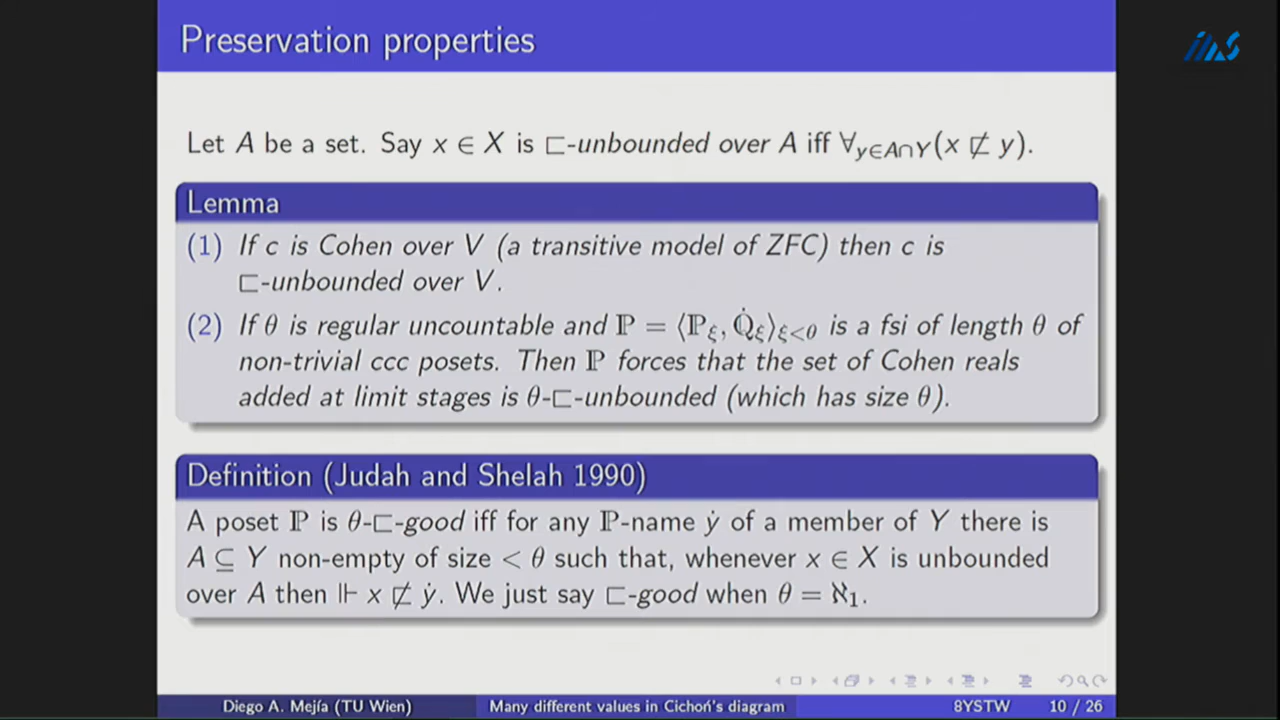 Preservation properties
IMS
Let A be a set. Say x ∈ X is ⊏-unbounded over A iff ∀y∈A∩Y(x ⊏̸ y).
Lemma
(1) If c is Cohen over V (a transitive model of ZFC) then c is
⊏-unbounded over V.
(2) If θ is regular uncountable and ℙ = ⟨ℙξ, ℚ̇ξ⟩ξ<θ is a fsi of length θ of
non-trivial ccc posets. Then ℙ forces that the set of Cohen reals
added at limit stages is θ-⊏-unbounded (which has size θ).
Definition (Judah and Shelah 1990)
A poset ℙ is θ-⊏-good iff for any ℙ-name ẏ of a member of Y there is
A ⊆ Y non-empty of size < θ such that, whenever x ∈ X is unbounded
over A then ⊩ x ⊏̸ ẏ. We just say ⊏-good when θ = ℵ₁.
Diego A. Mejía (TU Wien) Many different values in Cichoń's diagram 8YSTW 10 / 26